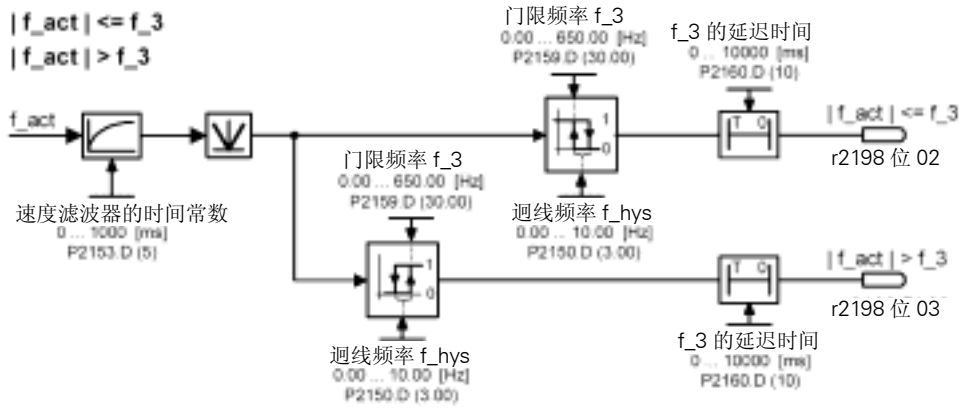 | f_act | <= f_3
| f_act | > f_3
门限频率 f_3
0.00 ... 650.00 [Hz]
P2159.D (30.00)
f_3 的延迟时间
0 ... 10000 [ms]
P2160.D (10)
f_act
1
0
T 0
| f_act | <= f_3
r2198 位 02
速度滤波器的时间常数
0 ... 1000 [ms]
P2153.D (5)
门限频率 f_3
0.00 ... 650.00 [Hz]
P2159.D (30.00)
迥线频率 f_hys
0.00 ... 10.00 [Hz]
P2150.D (3.00)
1
0
T 0
| f_act | > f_3
r2198 位 03
迥线频率 f_hys
0.00 ... 10.00 [Hz]
P2150.D (3.00)
f_3 的延迟时间
0 ... 10000 [ms]
P2160.D (10)